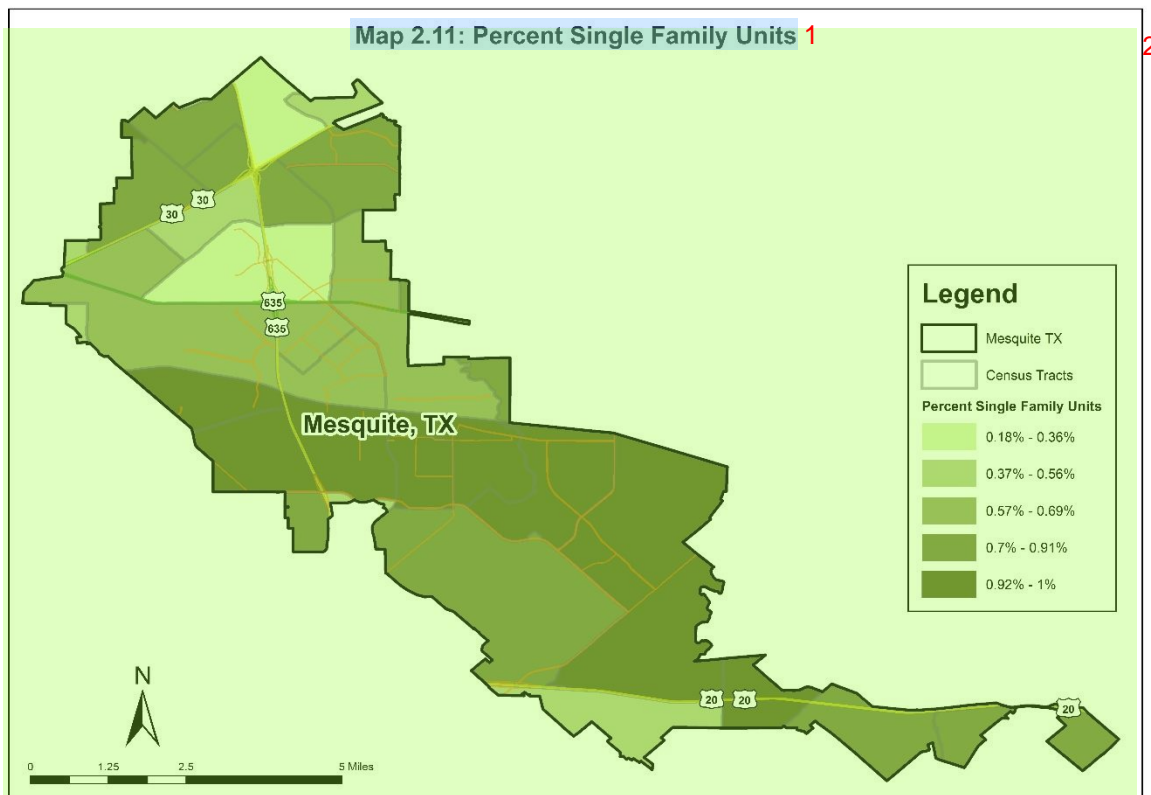 Map 2.11: Percent Single Family Units 1
2
30
30
635
635
Mesquite, TX
Legend
Mesquite TX
Census Tracts
Percent Single Family Units
0.18% - 0.36%
0.37% - 0.56%
0.57% - 0.69%
0.7% - 0.91%
0.92% - 1%
N
20
20
20
0 1.25 2.5 5 Miles